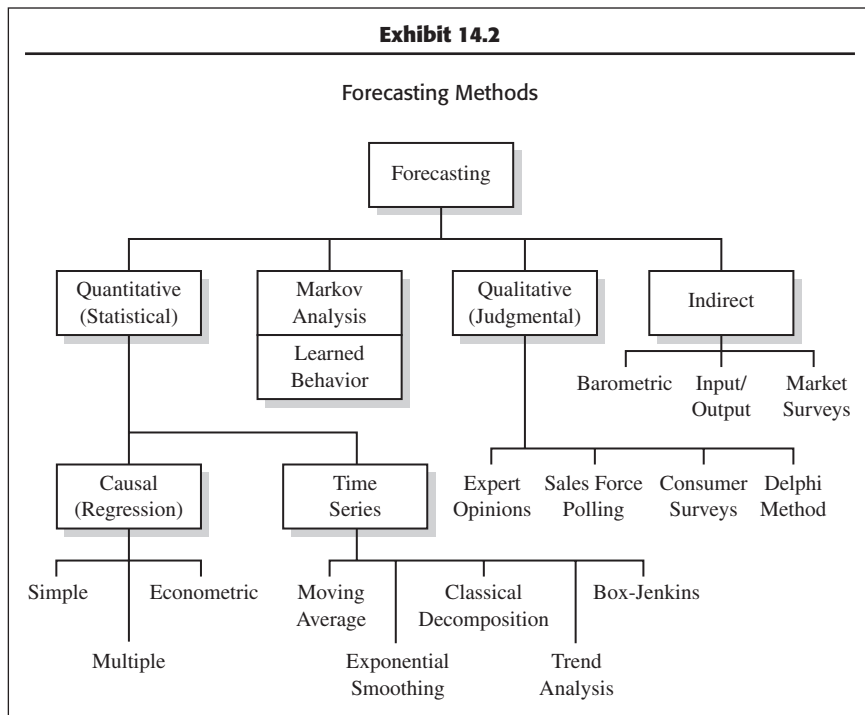 Exhibit 14.2
Forecasting Methods
Forecasting
Quantitative
(Statistical)
Markov
Analysis
Learned
Behavior
Qualitative
(Judgmental)
Indirect
Barometric
Input/
Output
Market
Surveys
Causal
(Regression)
Time
Series
Expert
Opinions
Sales Force
Polling
Consumer
Surveys
Delphi
Method
Simple
Econometric
Multiple
Moving
Average
Classical
Decomposition
Box-Jenkins
Exponential
Smoothing
Trend
Analysis